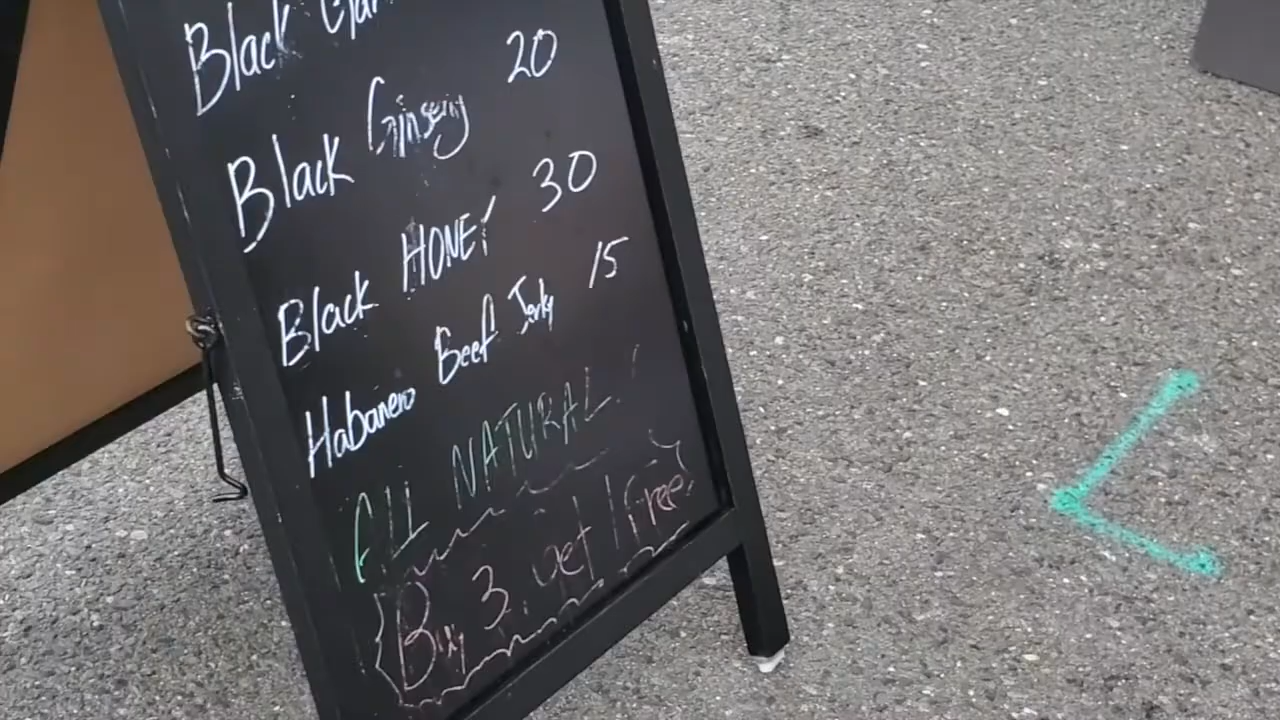 Black
Black Ginseng 20
Black HONEY 30
Habanero Beef Jerky 15
ALL NATURAL!
Buy 3, get 1 free